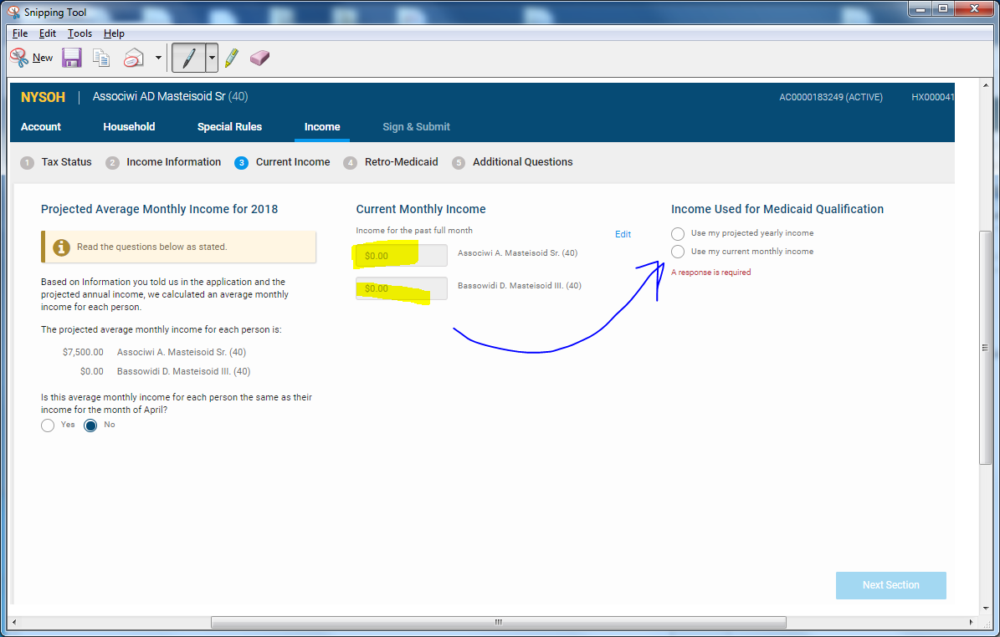 Snipping Tool
File Edit Tools Help
New
NYSOH Associwi AD Masteisoid Sr (40) AC0000183249 (ACTIVE) HX000041
Account Household Special Rules Income Sign & Submit
1 Tax Status 2 Income Information 3 Current Income 4 Retro-Medicaid 5 Additional Questions
Projected Average Monthly Income for 2018
Read the questions below as stated.
Based on Information you told us in the application and the
projected annual income, we calculated an average monthly
income for each person.
The projected average monthly income for each person is:
$7,500.00 Associwi A. Masteisoid Sr. (40)
$0.00 Bassowidi D. Masteisoid III. (40)
Is this average monthly income for each person the same as their
income for the month of April?
Yes No
Current Monthly Income
Income for the past full month
Edit
$0.00 Associwi A. Masteisoid Sr. (40)
$0.00 Bassowidi D. Masteisoid III. (40)
Income Used for Medicaid Qualification
Use my projected yearly income
Use my current monthly income
A response is required
Next Section